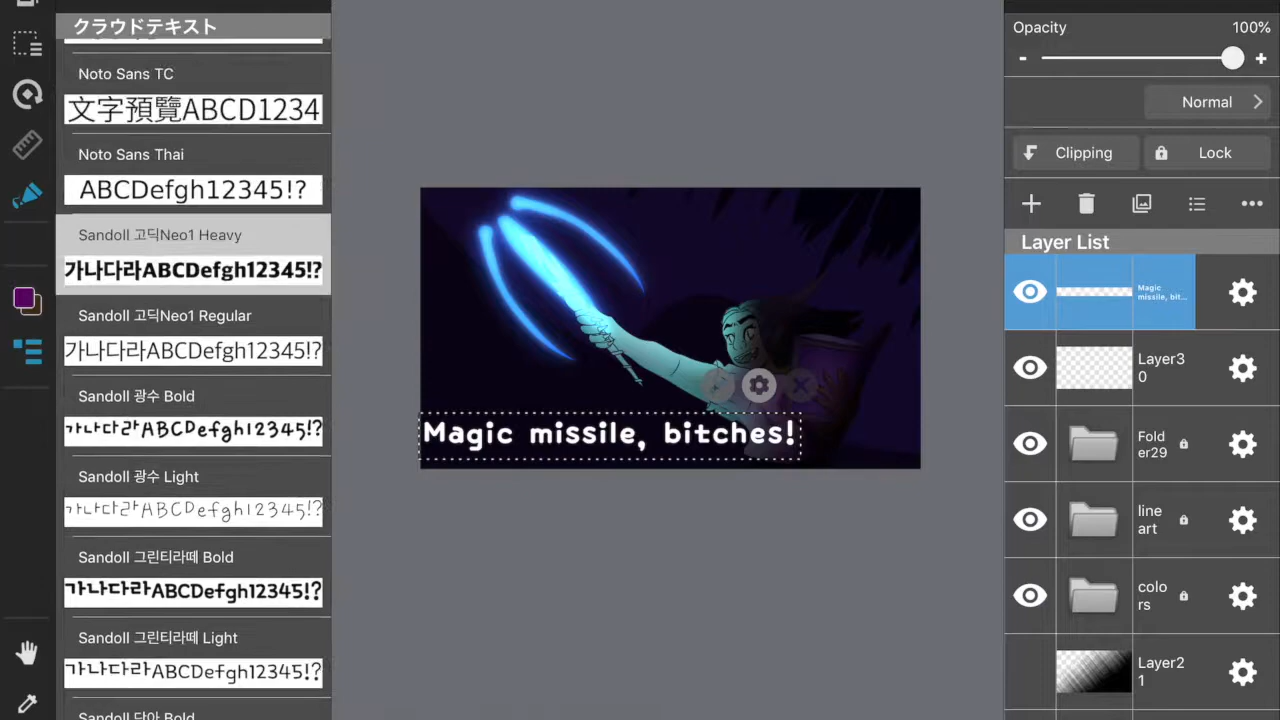 クラウドテキスト
Noto Sans TC
文字預覽ABCD1234
Noto Sans Thai
ABCDefgh12345!?
Sandoll 고딕Neo1 Heavy
가나다라ABCDefgh12345!?
Sandoll 고딕Neo1 Regular
가나다라ABCDefgh12345!?
Sandoll 광수 Bold
가나다라ABCDefgh12345!?
Sandoll 광수 Light
가나다라ABCDefgh12345!?
Sandoll 그린티라떼 Bold
가나다라ABCDefgh12345!?
Sandoll 그린티라떼 Light
가나다라ABCDefgh12345!?
Magic missile, bitches!
Opacity
100%
Normal
Clipping
Lock
Layer List
Magic
missile, bit...
Layer3
0
Fold
er29
line
art
colo
rs
Layer2
1